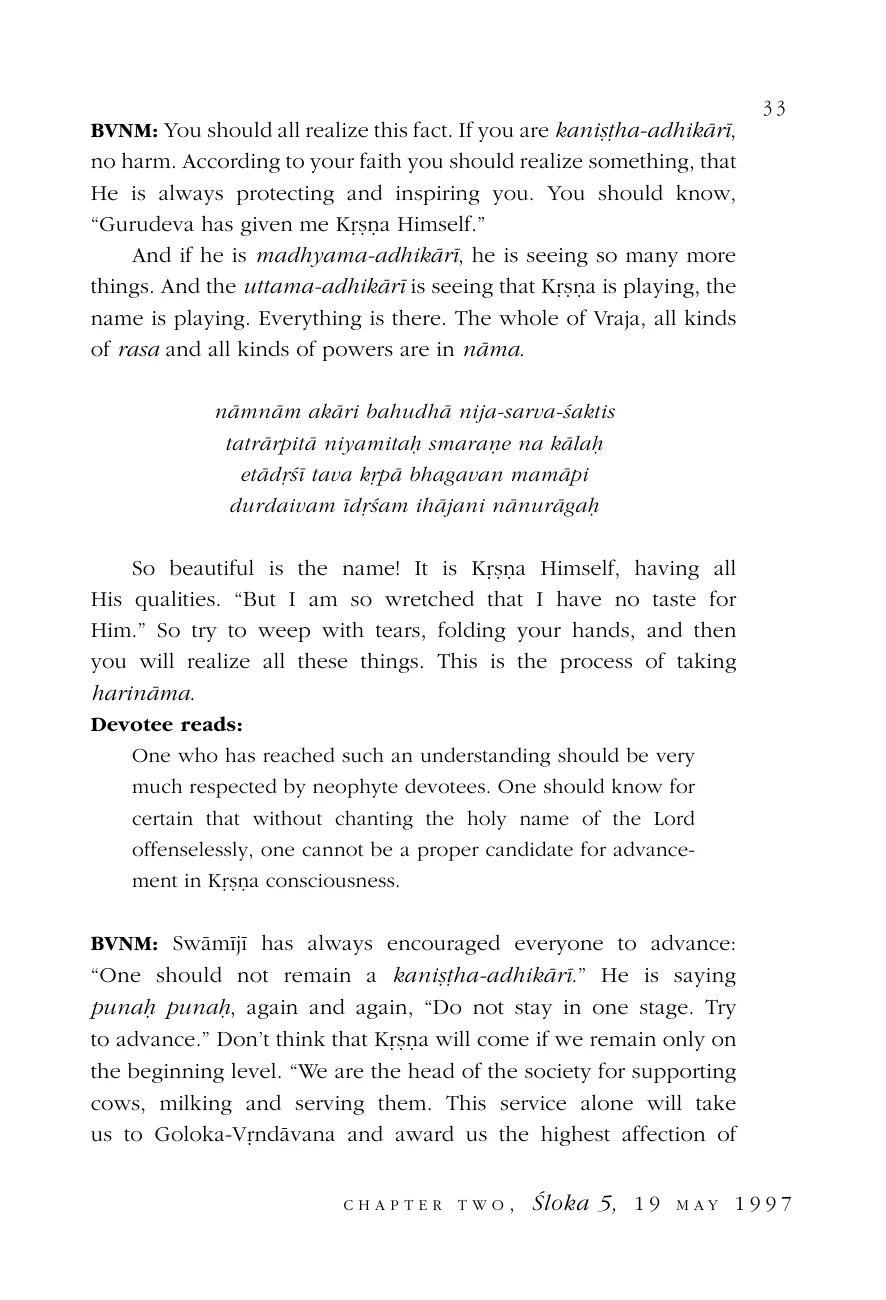 33
BVNM: You should all realize this fact. If you are kaniṣṭha-adhikārī,
no harm. According to your faith you should realize something, that
He is always protecting and inspiring you. You should know,
“Gurudeva has given me Kṛṣṇa Himself.”
And if he is madhyama-adhikārī, he is seeing so many more
things. And the uttama-adhikārī is seeing that Kṛṣṇa is playing, the
name is playing. Everything is there. The whole of Vraja, all kinds
of rasa and all kinds of powers are in nāma.
nāmnām akāri bahudhā nija-sarva-śaktis
tatrārpitā niyamitaḥ smaraṇe na kālaḥ
etādṛśī tava kṛpā bhagavan mamāpi
durdaivam īdṛśam ihājani nānurāgaḥ
So beautiful is the name! It is Kṛṣṇa Himself, having all
His qualities. “But I am so wretched that I have no taste for
Him.” So try to weep with tears, folding your hands, and then
you will realize all these things. This is the process of taking
harināma.
Devotee reads:
One who has reached such an understanding should be very
much respected by neophyte devotees. One should know for
certain that without chanting the holy name of the Lord
offenselessly, one cannot be a proper candidate for advance-
ment in Kṛṣṇa consciousness.
BVNM: Swāmījī has always encouraged everyone to advance:
“One should not remain a kaniṣṭha-adhikārī.” He is saying
punaḥ punaḥ, again and again, “Do not stay in one stage. Try
to advance.” Don’t think that Kṛṣṇa will come if we remain only on
the beginning level. “We are the head of the society for supporting
cows, milking and serving them. This service alone will take
us to Goloka-Vṛndāvana and award us the highest affection of
CHAPTER TWO, Śloka 5, 19 MAY 1997